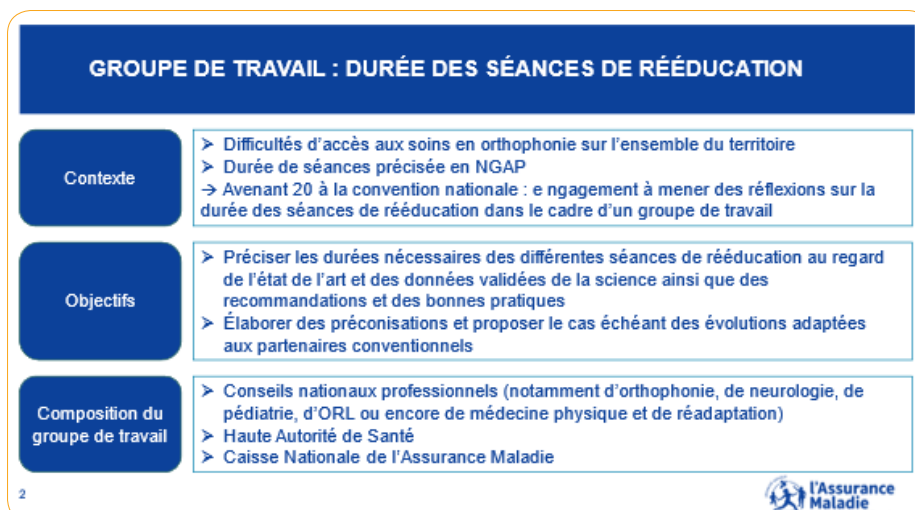 GROUPE DE TRAVAIL : DURÉE DES SÉANCES DE RÉÉDUCATION
Contexte
➢ Difficultés d'accès aux soins en orthophonie sur l'ensemble du territoire
➢ Durée de séances précisée en NGAP
→ Avenant 20 à la convention nationale : e ngagement à mener des réflexions sur la
durée des séances de rééducation dans le cadre d'un groupe de travail
Objectifs
➢ Préciser les durées nécessaires des différentes séances de rééducation au regard
de l'état de l'art et des données validées de la science ainsi que des
recommandations et des bonnes pratiques
➢ Élaborer des préconisations et proposer le cas échéant des évolutions adaptées
aux partenaires conventionnels
Composition du
groupe de travail
➢ Conseils nationaux professionnels (notamment d'orthophonie, de neurologie, de
pédiatrie, d'ORL ou encore de médecine physique et de réadaptation)
➢ Haute Autorité de Santé
➢ Caisse Nationale de l'Assurance Maladie
2
l'Assurance
Maladie